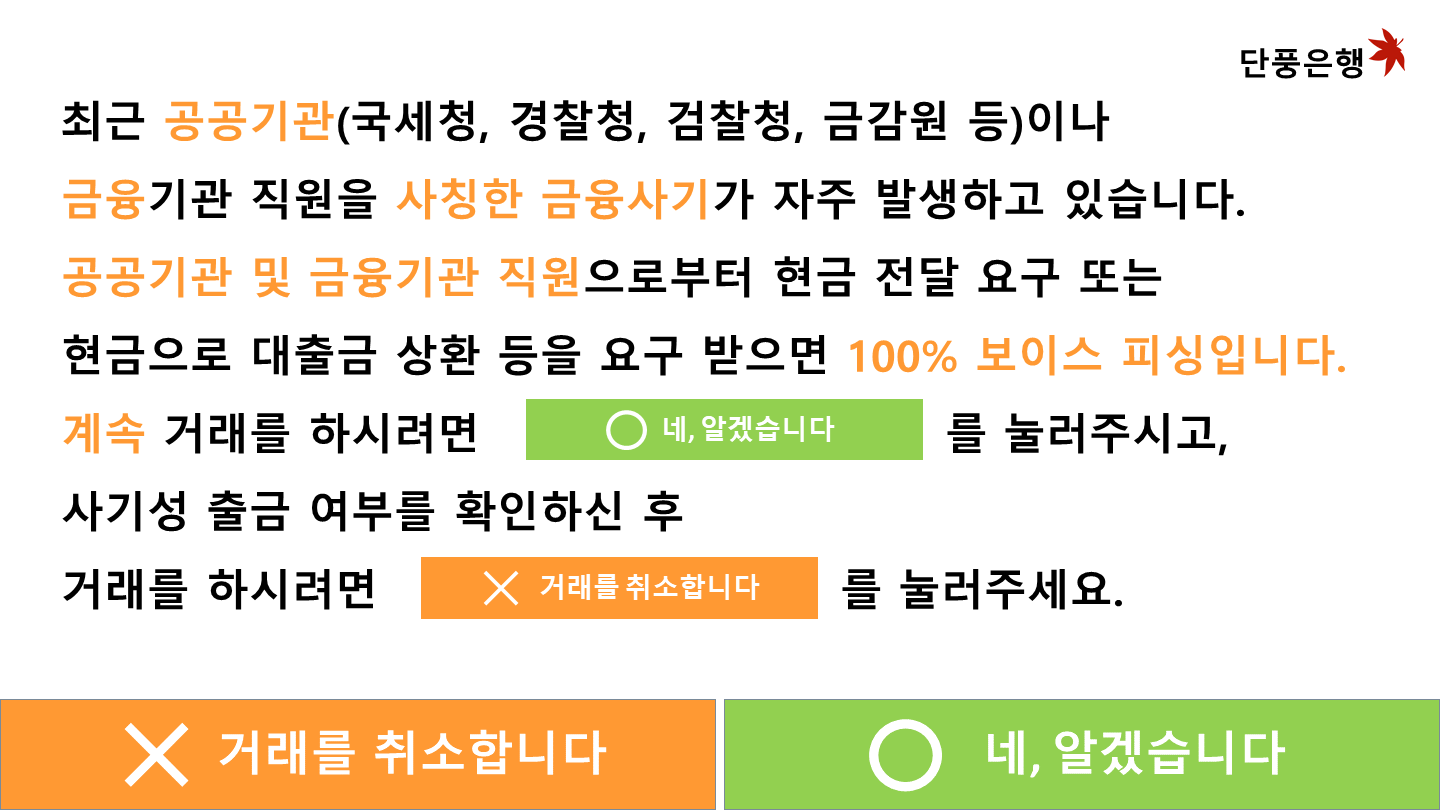 단풍은행
최근 공공기관(국세청, 경찰청, 검찰청, 금감원 등)이나
금융기관 직원을 사칭한 금융사기가 자주 발생하고 있습니다.
공공기관 및 금융기관 직원으로부터 현금 전달 요구 또는
현금으로 대출금 상환 등을 요구 받으면 100% 보이스 피싱입니다.
계속 거래를 하시려면 ○ 네, 알겠습니다 를 눌러주시고,
사기성 출금 여부를 확인하신 후
거래를 하시려면 × 거래를 취소합니다 를 눌러주세요.
× 거래를 취소합니다
○ 네, 알겠습니다